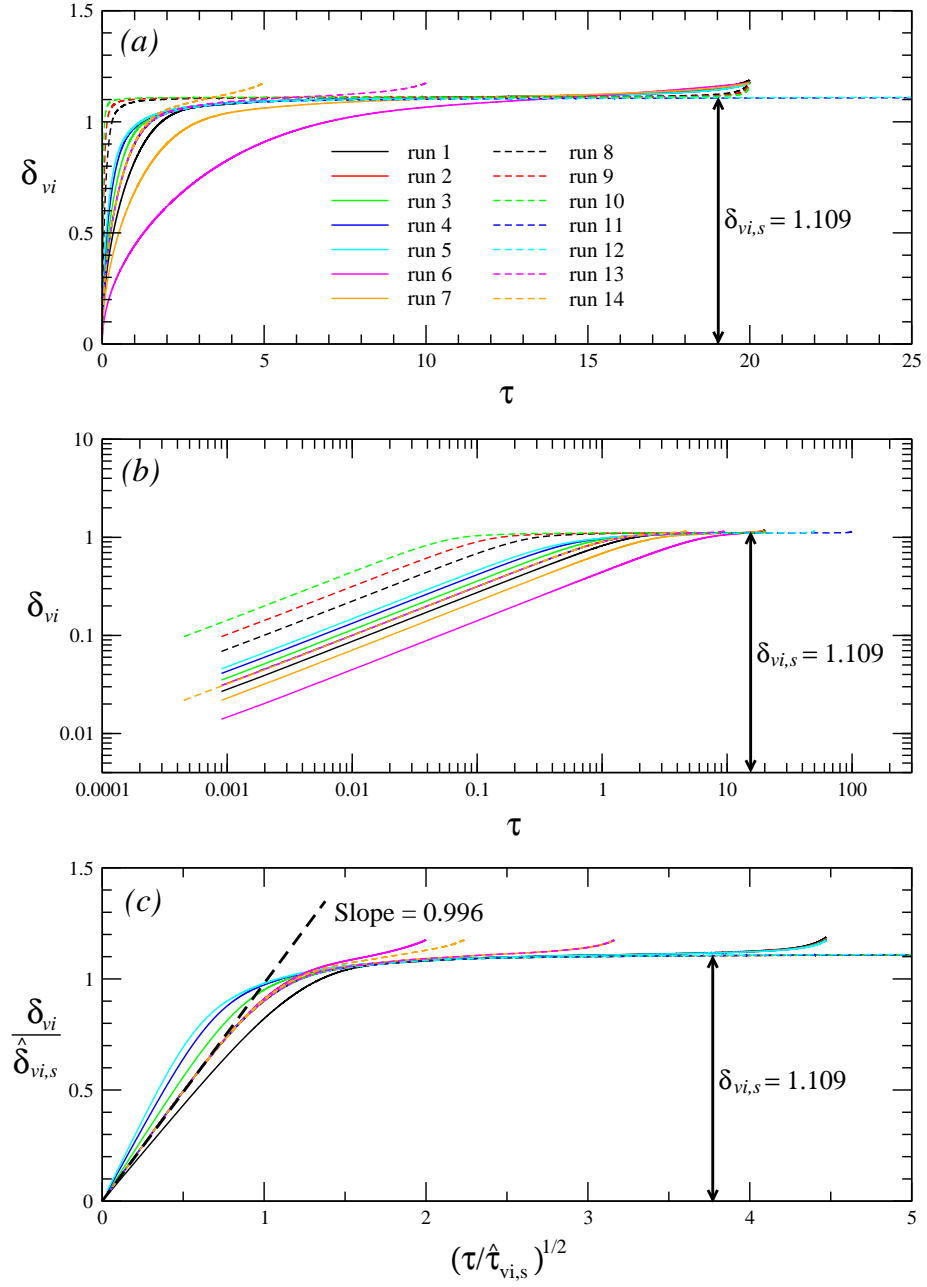 (a)
1.5
1
0.5
0
δvi
run 1
run 2
run 3
run 4
run 5
run 6
run 7
run 8
run 9
run 10
run 11
run 12
run 13
run 14
δvi,s = 1.109
0 5 10 15 20 25
τ
(b)
10
1
0.1
0.01
δvi
δvi,s = 1.109
0.0001 0.001 0.01 0.1 1 10 100
τ
(c)
1.5
1
0.5
0
δvi
δ̂vi,s
Slope = 0.996
δvi,s = 1.109
0 1 2 3 4 5
(τ/τ̂vi,s)1/2